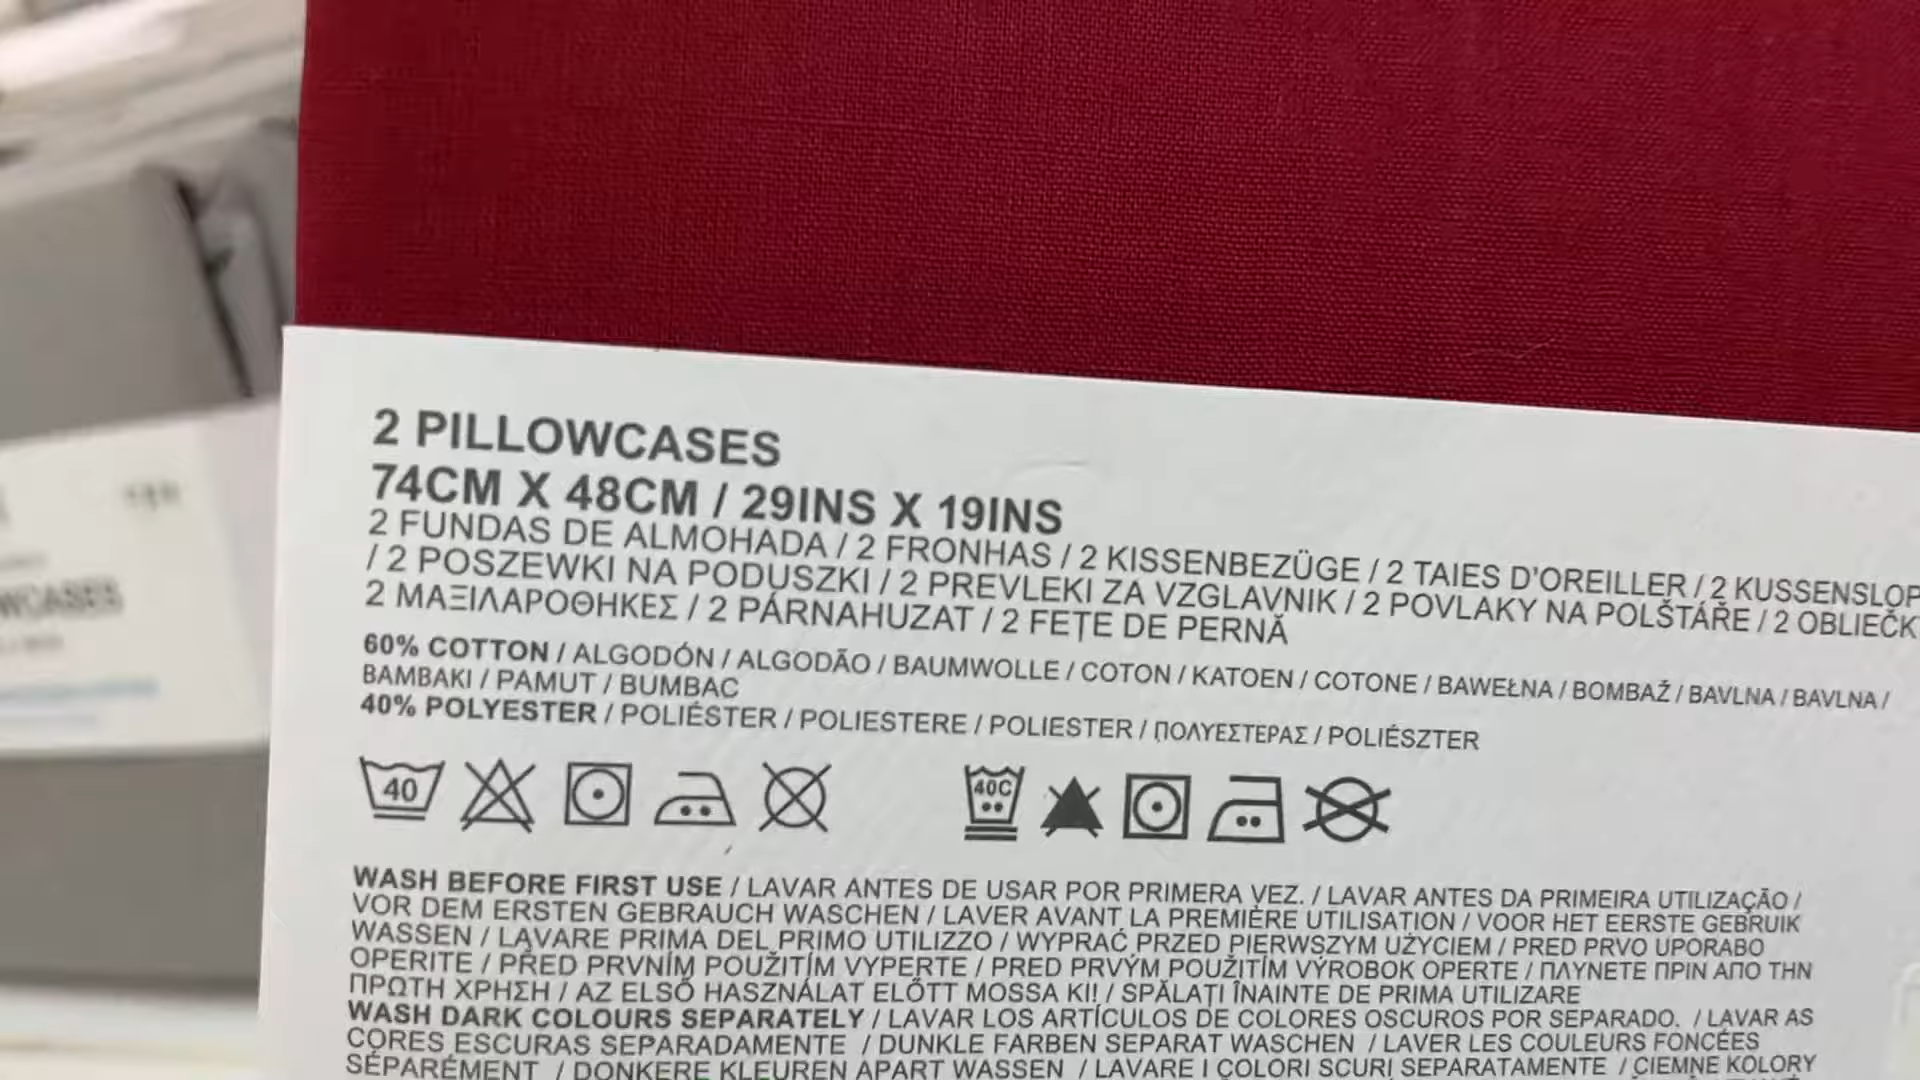 2 PILLOWCASES
74CM X 48CM / 29INS X 19INS
2 FUNDAS DE ALMOHADA / 2 FRONHAS / 2 KISSENBEZÜGE / 2 TAIES D'OREILLER / 2 KUSSENSLOP
/ 2 POSZEWKI NA PODUSZKI / 2 PREVLEKI ZA VZGLAVNIK / 2 POVLAKY NA POLŠTÁŘE / 2 OBLIEČK
2 ΜΑΞΙΛΑΡΟΘΗΚΕΣ / 2 PÁRNAHUZAT / 2 FEȚE DE PERNĂ
60% COTTON / ALGODÓN / ALGODÃO / BAUMWOLLE / COTON / KATOEN / COTONE / BAWEŁNA / BOMBAŽ / BAVLNA / BAVLNA /
BAMBAKI / PAMUT / BUMBAC
40% POLYESTER / POLIÉSTER / POLIESTERE / POLIESTER / ΠΟΛΥΕΣΤΕΡΑΣ / POLIÉSZTER
40 40C
WASH BEFORE FIRST USE / LAVAR ANTES DE USAR POR PRIMERA VEZ. / LAVAR ANTES DA PRIMEIRA UTILIZAÇÃO /
VOR DEM ERSTEN GEBRAUCH WASCHEN / LAVER AVANT LA PREMIÈRE UTILISATION / VOOR HET EERSTE GEBRUIK
WASSEN / LAVARE PRIMA DEL PRIMO UTILIZZO / WYPRAĆ PRZED PIERWSZYM UŻYCIEM / PRED PRVO UPORABO
OPERITE / PŘED PRVNÍM POUŽITÍM VYPERTE / PRED PRVÝM POUŽITÍM VÝROBOK OPERTE / ΠΛΥΝΕΤΕ ΠΡΙΝ ΑΠΟ ΤΗΝ
ΠΡΩΤΗ ΧΡΗΣΗ / AZ ELSŐ HASZNÁLAT ELŐTT MOSSA KI! / SPĂLAȚI ÎNAINTE DE PRIMA UTILIZARE
WASH DARK COLOURS SEPARATELY / LAVAR LOS ARTÍCULOS DE COLORES OSCUROS POR SEPARADO. / LAVAR AS
CORES ESCURAS SEPARADAMENTE / DUNKLE FARBEN SEPARAT WASCHEN / LAVER LES COULEURS FONCÉES
SÉPARÉMENT / DONKERE KLEUREN APART WASSEN / LAVARE I COLORI SCURI SEPARATAMENTE / CIEMNE KOLORY
WCASES